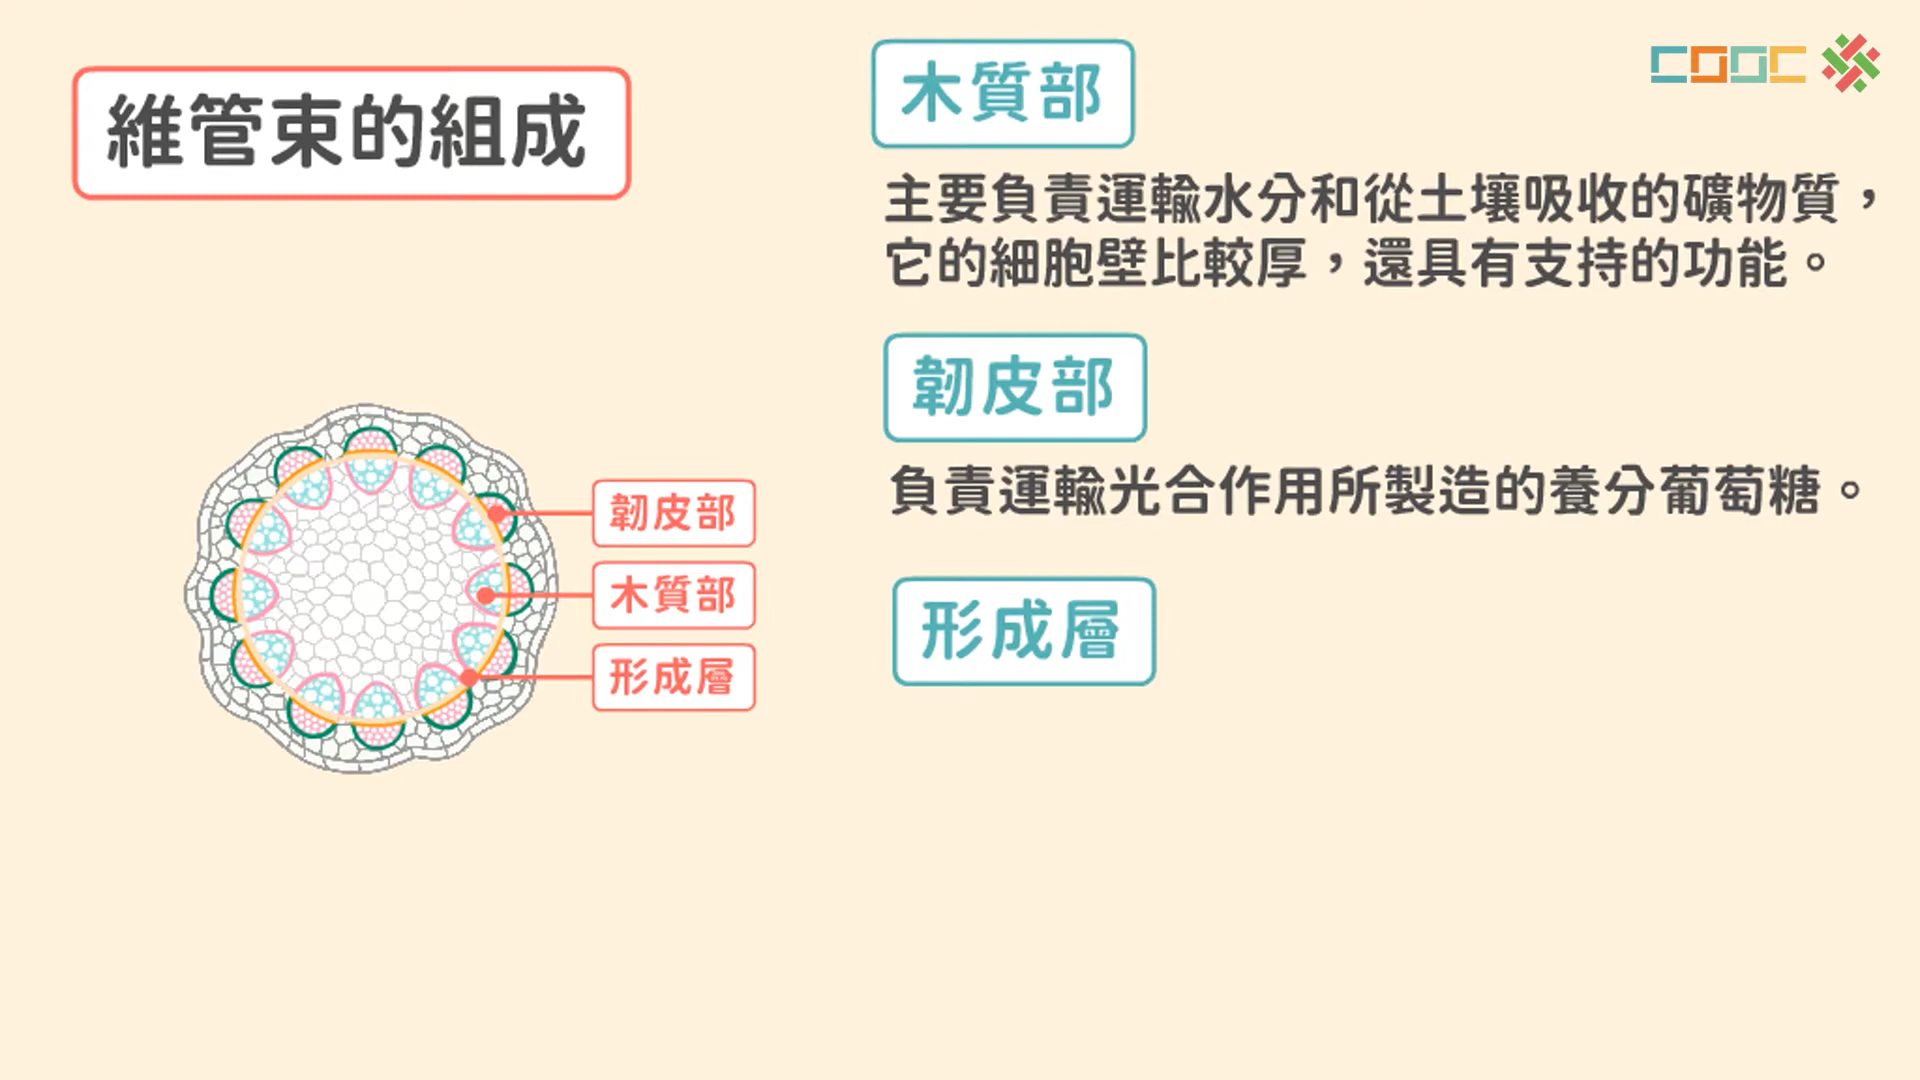 維管束的組成
韌皮部
木質部
形成層
木質部
主要負責運輸水分和從土壤吸收的礦物質，
它的細胞壁比較厚，還具有支持的功能。
韌皮部
負責運輸光合作用所製造的養分葡萄糖。
形成層
COOC